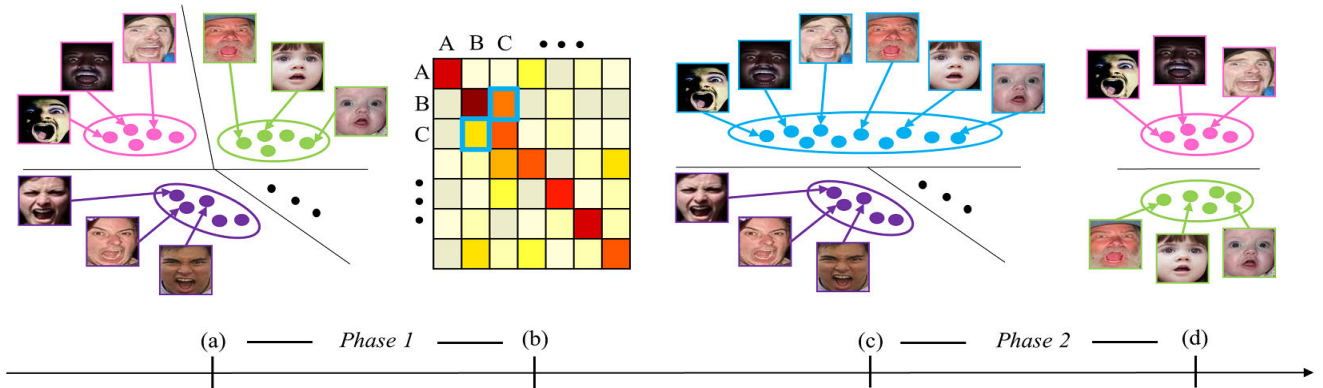 A B C • • •
A
B
C
(a) Phase 1 (b) (c) Phase 2 (d)